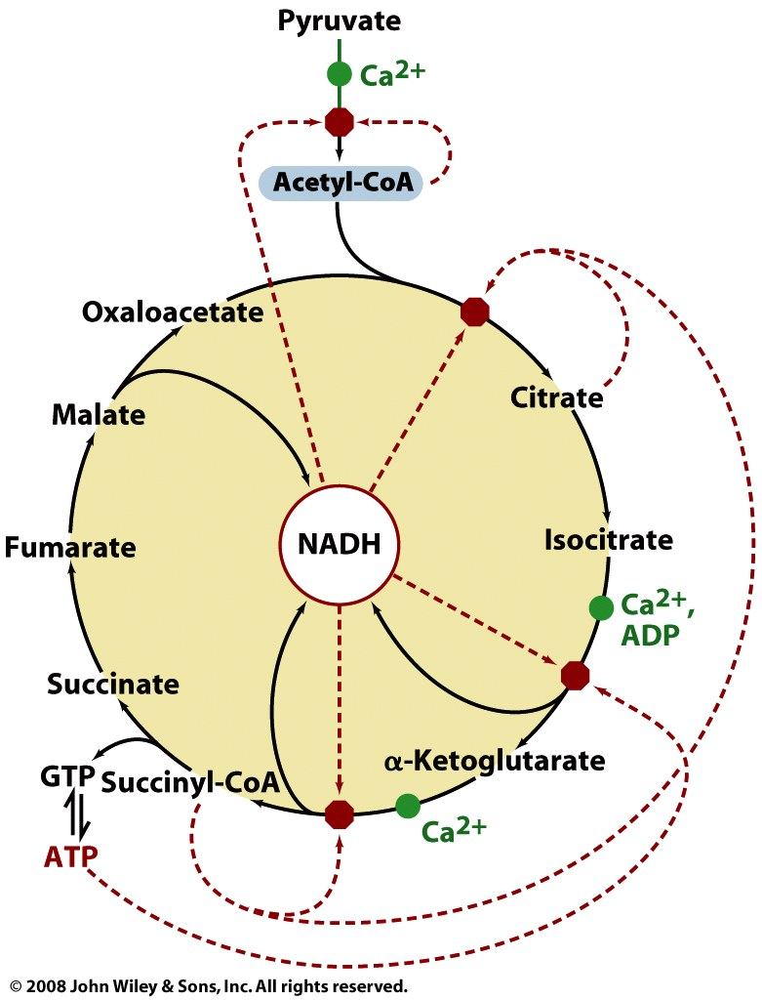 Pyruvate
Ca2+
Acetyl-CoA
Oxaloacetate
Citrate
Malate
NADH
Isocitrate
Fumarate
Ca2+,
ADP
Succinate
α-Ketoglutarate
GTP
Succinyl-CoA
Ca2+
ATP
© 2008 John Wiley & Sons, Inc. All rights reserved.